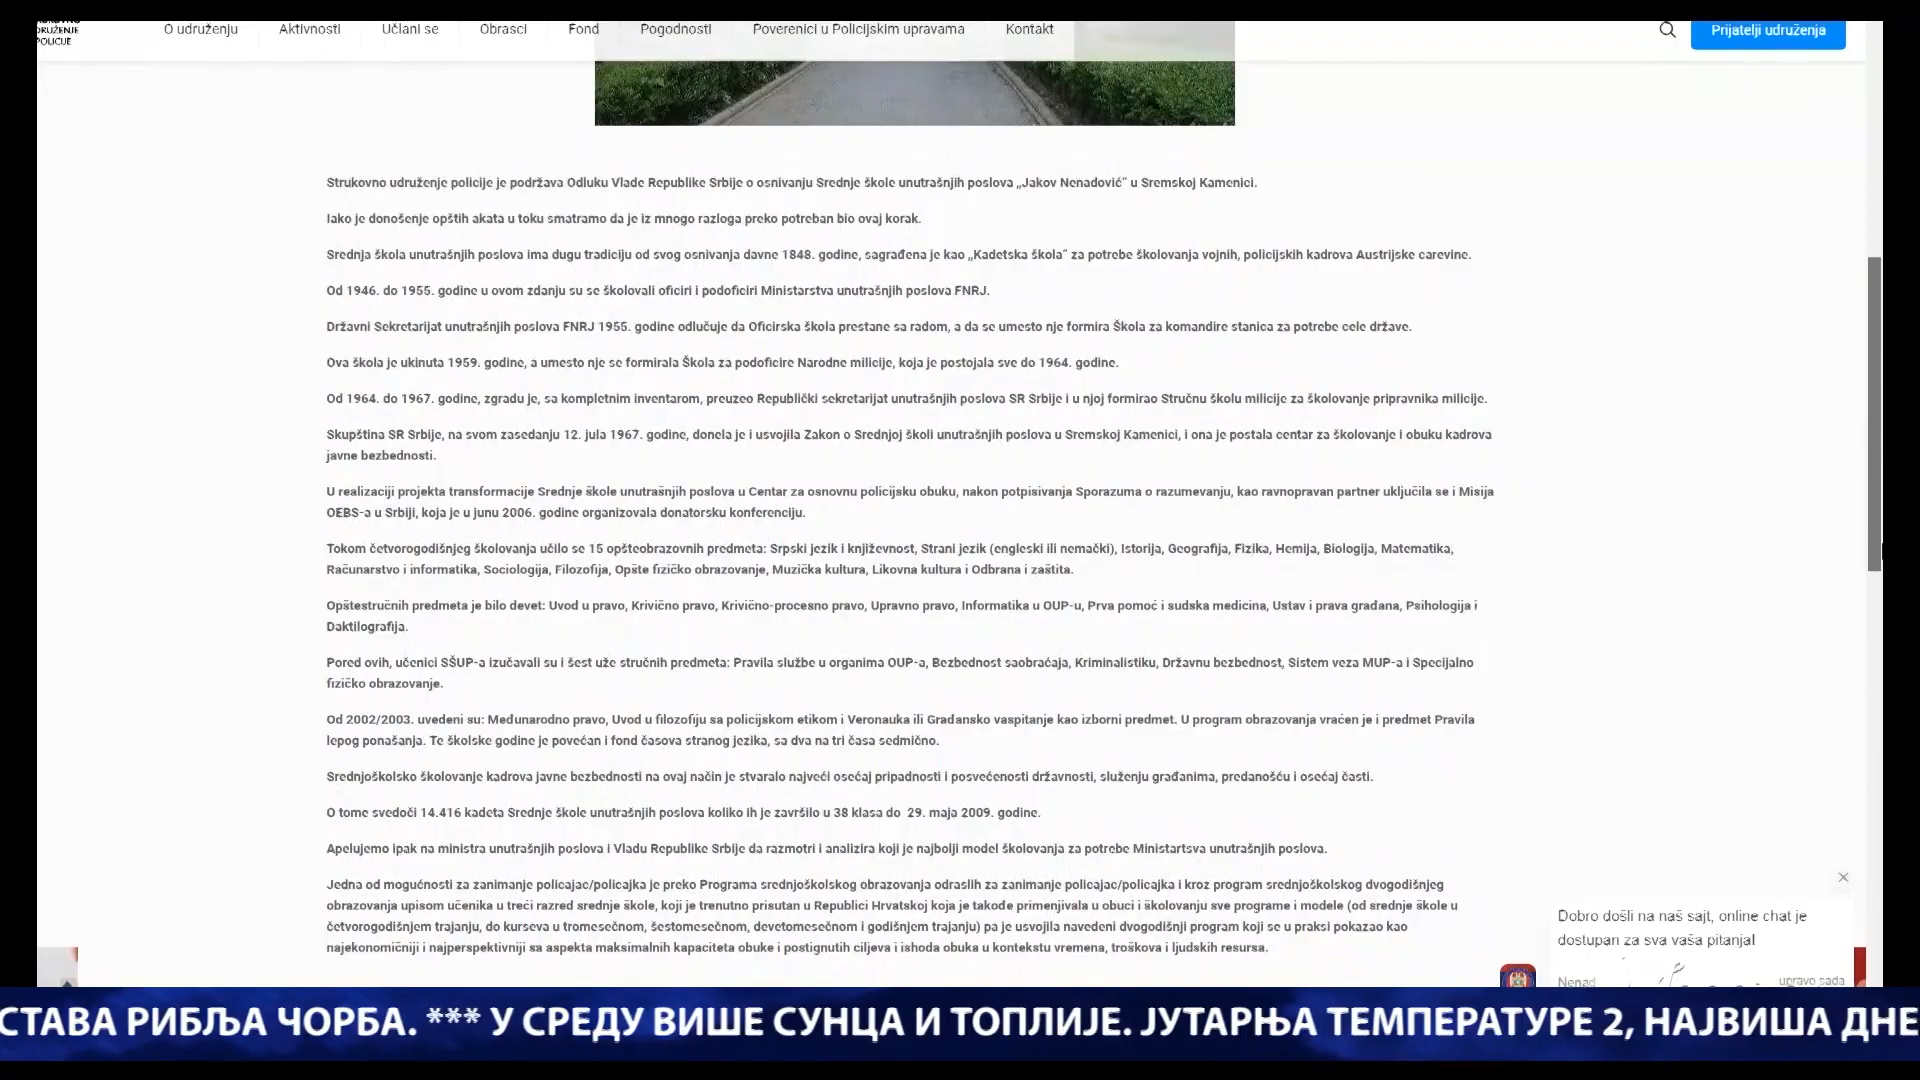 DRUŽENJE
POLICIJE
O udruženju
Aktivnosti
Učlani se
Obrasci
Fond
Pogodnosti
Poverenici u Policijskim upravama
Kontakt
Prijatelji udruženja
Strukovno udruženje policije je podržava Odluku Vlade Republike Srbije o osnivanju Srednje škole unutrašnjih poslova „Jakov Nenadović“ u Sremskoj Kamenici.
Iako je donošenje opštih akata u toku smatramo da je iz mnogo razloga preko potreban bio ovaj korak.
Srednja škola unutrašnjih poslova ima dugu tradiciju od svog osnivanja davne 1848. godine, sagrađena je kao „Kadetska škola“ za potrebe školovanja vojnih, policijskih kadrova Austrijske carevine.
Od 1946. do 1955. godine u ovom zdanju su se školovali oficiri i podoficiri Ministarstva unutrašnjih poslova FNRJ.
Državni Sekretarijat unutrašnjih poslova FNRJ 1955. godine odlučuje da Oficirska škola prestane sa radom, a da se umesto nje formira Škola za komandire stanica za potrebe cele države.
Ova škola je ukinuta 1959. godine, a umesto nje se formirala Škola za podoficire Narodne milicije, koja je postojala sve do 1964. godine.
Od 1964. do 1967. godine, zgradu je, sa kompletnim inventarom, preuzeo Republički sekretarijat unutrašnjih poslova SR Srbije i u njoj formirao Stručnu školu milicije za školovanje pripravnika milicije.
Skupština SR Srbije, na svom zasedanju 12. jula 1967. godine, donela je i usvojila Zakon o Srednjoj školi unutrašnjih poslova u Sremskoj Kamenici, i ona je postala centar za školovanje i obuku kadrova
javne bezbednosti.
U realizaciji projekta transformacije Srednje škole unutrašnjih poslova u Centar za osnovnu policijsku obuku, nakon potpisivanja Sporazuma o razumevanju, kao ravnopravan partner uključila se i Misija
OEBS-a u Srbiji, koja je u junu 2006. godine organizovala donatorsku konferenciju.
Tokom četvorogodišnjeg školovanja učilo se 15 opšteobrazovnih predmeta: Srpski jezik i književnost, Strani jezik (engleski ili nemački), Istorija, Geografija, Fizika, Hemija, Biologija, Matematika,
Računarstvo i informatika, Sociologija, Filozofija, Opšte fizičko obrazovanje, Muzička kultura, Likovna kultura i Odbrana i zaštita.
Opštestručnih predmeta je bilo devet: Uvod u pravo, Krivično pravo, Krivično-procesno pravo, Upravno pravo, Informatika u OUP-u, Prva pomoć i sudska medicina, Ustav i prava građana, Psihologija i
Daktilografija.
Pored ovih, učenici SŠUP-a izučavali su i šest uže stručnih predmeta: Pravila službe u organima OUP-a, Bezbednost saobraćaja, Kriminalistiku, Državnu bezbednost, Sistem veza MUP-a i Specijalno
fizičko obrazovanje.
Od 2002/2003. uvedeni su: Međunarodno pravo, Uvod u filozofiju sa policijskom etikom i Veronauka ili Građansko vaspitanje kao izborni predmet. U program obrazovanja vraćen je i predmet Pravila
lepog ponašanja. Te školske godine je povećan i fond časova stranog jezika, sa dva na tri časa sedmično.
Srednjoškolsko školovanje kadrova javne bezbednosti na ovaj način je stvaralo najveći osećaj pripadnosti i posvećenosti državnosti, služenju građanima, predanošću i osećaj časti.
O tome svedoči 14.416 kadeta Srednje škole unutrašnjih poslova koliko ih je završilo u 38 klasa do 29. maja 2009. godine.
Apelujemo ipak na ministra unutrašnjih poslova i Vladu Republike Srbije da razmotri i analizira koji je najbolji model školovanja za potrebe Ministartsva unutrašnjih poslova.
Jedna od mogućnosti za zanimanje policajac/policajka je preko Programa srednjoškolskog obrazovanja odraslih za zanimanje policajac/policajka i kroz program srednjoškolskog dvogodišnjeg
obrazovanja upisom učenika u treći razred srednje škole, koji je trenutno prisutan u Republici Hrvatskoj koja je takođe primenjivala u obuci i školovanju sve programe i modele (od srednje škole u
četvorogodišnjem trajanju, do kurseva u tromesečnom, šestomesečnom, devetomesečnom i godišnjem trajanju) pa je usvojila navedeni dvogodišnji program koji se u praksi pokazao kao
najekonomičniji i najperspektivniji sa aspekta maksimalnih kapaciteta obuke i postignutih ciljeva i ishoda obuka u kontekstu vremena, troškova i ljudskih resursa.
Dobro došli na naš sajt, online chat je
dostupan za sva vaša pitanja!
Nenad
upravo sada
СТАВА РИБЉА ЧОРБА. *** У СРЕДУ ВИШЕ СУНЦА И ТОПЛИЈЕ. ЈУТАРЊА ТЕМПЕРАТУРЕ 2, НАЈВИША ДНЕ